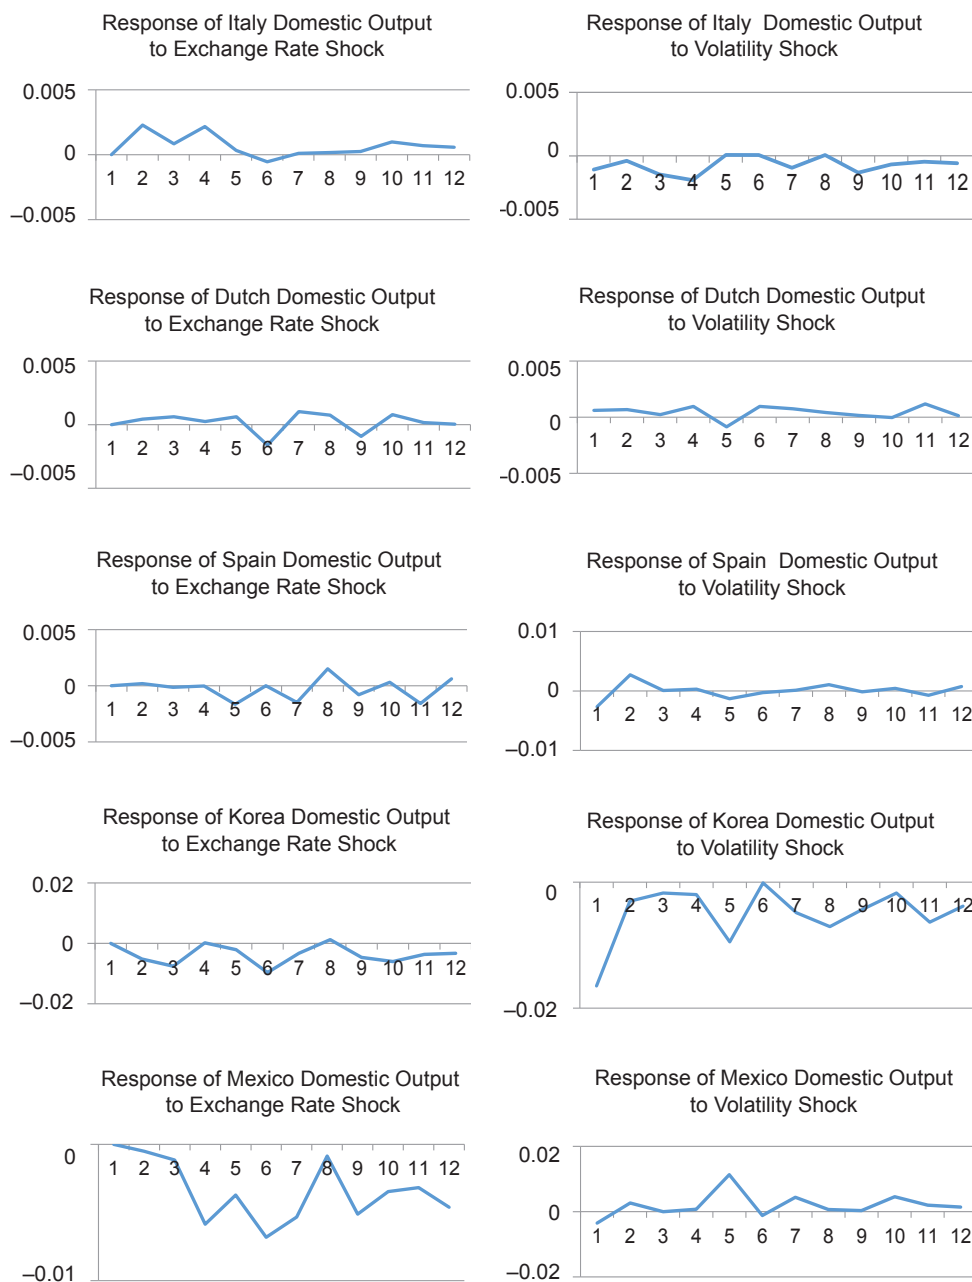 Response of Italy Domestic Output
to Exchange Rate Shock
0.005
0
–0.005
1 2 3 4 5 6 7 8 9 10 11 12
Response of Italy  Domestic Output
to Volatility Shock
0.005
0
-0.005
1 2 3 4 5 6 7 8 9 10 11 12
Response of Dutch Domestic Output
to Exchange Rate Shock
0.005
0
–0.005
1 2 3 4 5 6 7 8 9 10 11 12
Response of Dutch Domestic Output
to Volatility Shock
0.005
0
-0.005
1 2 3 4 5 6 7 8 9 10 11 12
Response of Spain Domestic Output
to Exchange Rate Shock
0.005
0
–0.005
1 2 3 4 5 6 7 8 9 10 11 12
Response of Spain  Domestic Output
to Volatility Shock
0.01
0
–0.01
1 2 3 4 5 6 7 8 9 10 11 12
Response of Korea Domestic Output
to Exchange Rate Shock
0.02
0
–0.02
1 2 3 4 5 6 7 8 9 10 11 12
Response of Korea Domestic Output
to Volatility Shock
0
–0.02
1 2 3 4 5 6 7 8 9 10 11 12
Response of Mexico Domestic Output
to Exchange Rate Shock
0
–0.01
1 2 3 4 5 6 7 8 9 10 11 12
Response of Mexico Domestic Output
to Volatility Shock
0.02
0
–0.02
1 2 3 4 5 6 7 8 9 10 11 12